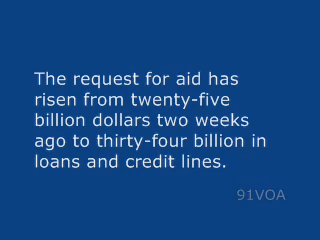 The request for aid has
risen from twenty-five
billion dollars two weeks
ago to thirty-four billion in
loans and credit lines.
91VOA